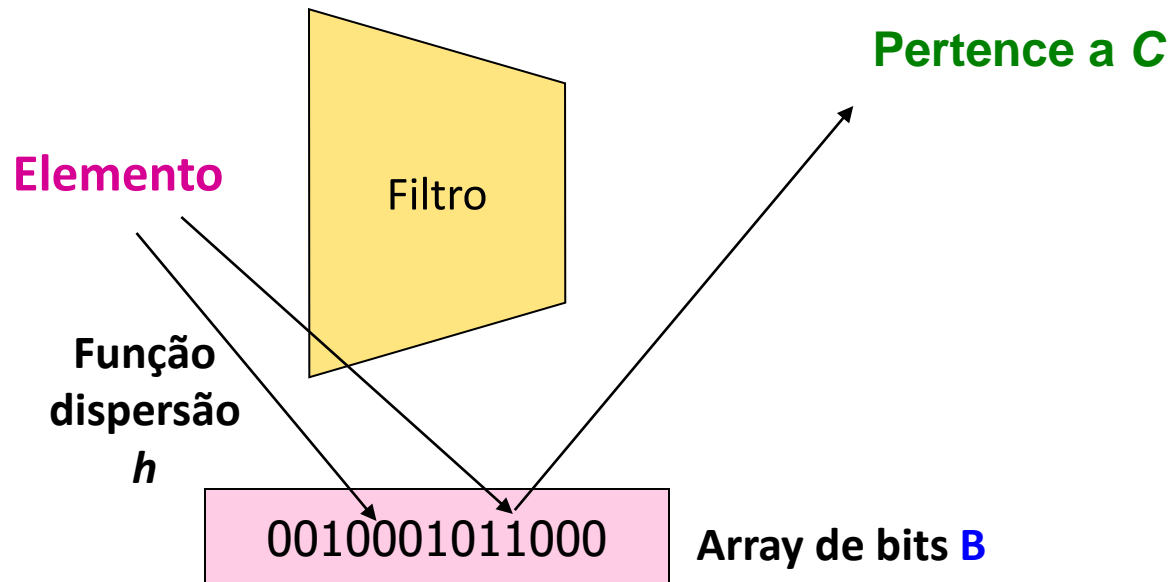 Pertence a C
Elemento
Filtro
Função
dispersão
h
0010001011000
Array de bits B